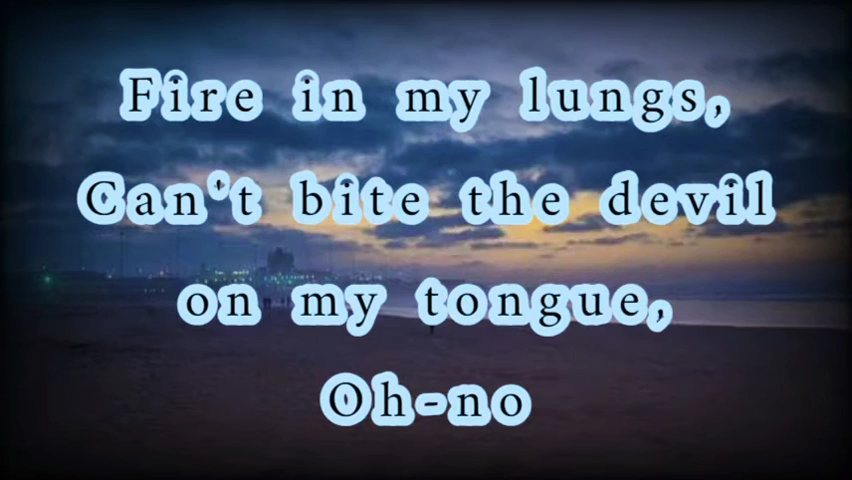 Fire in my lungs,
Can't bite the devil
on my tongue,
Oh-no